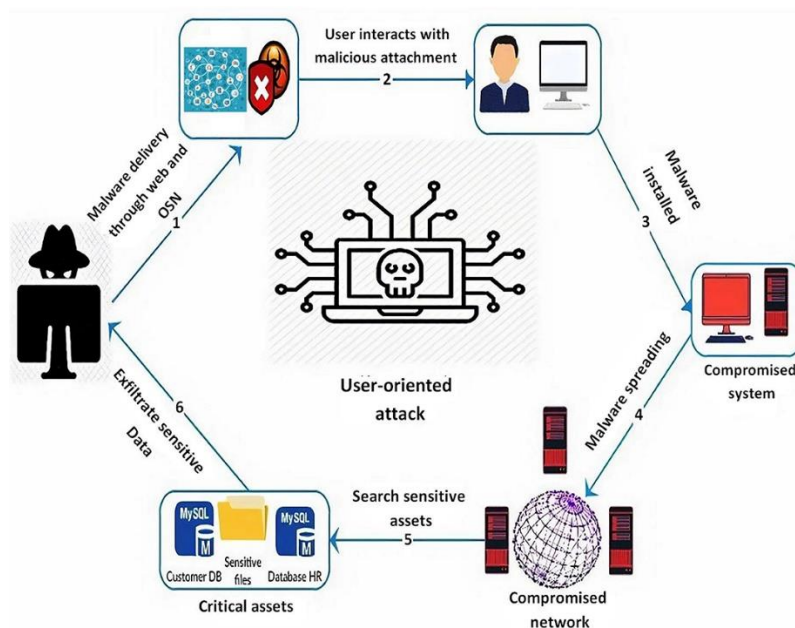 User interacts with
malicious attachment
2
Malware delivery
through web and
OSN
1
Malware
installed
3
User-oriented
attack
Compromised
system
Malware spreading
4
Compromised
network
Search sensitive
assets
5
MySQL
Customer DB
Sensitive
files
MySQL
Database HR
Critical assets
6
Exfiltrate sensitive
Data